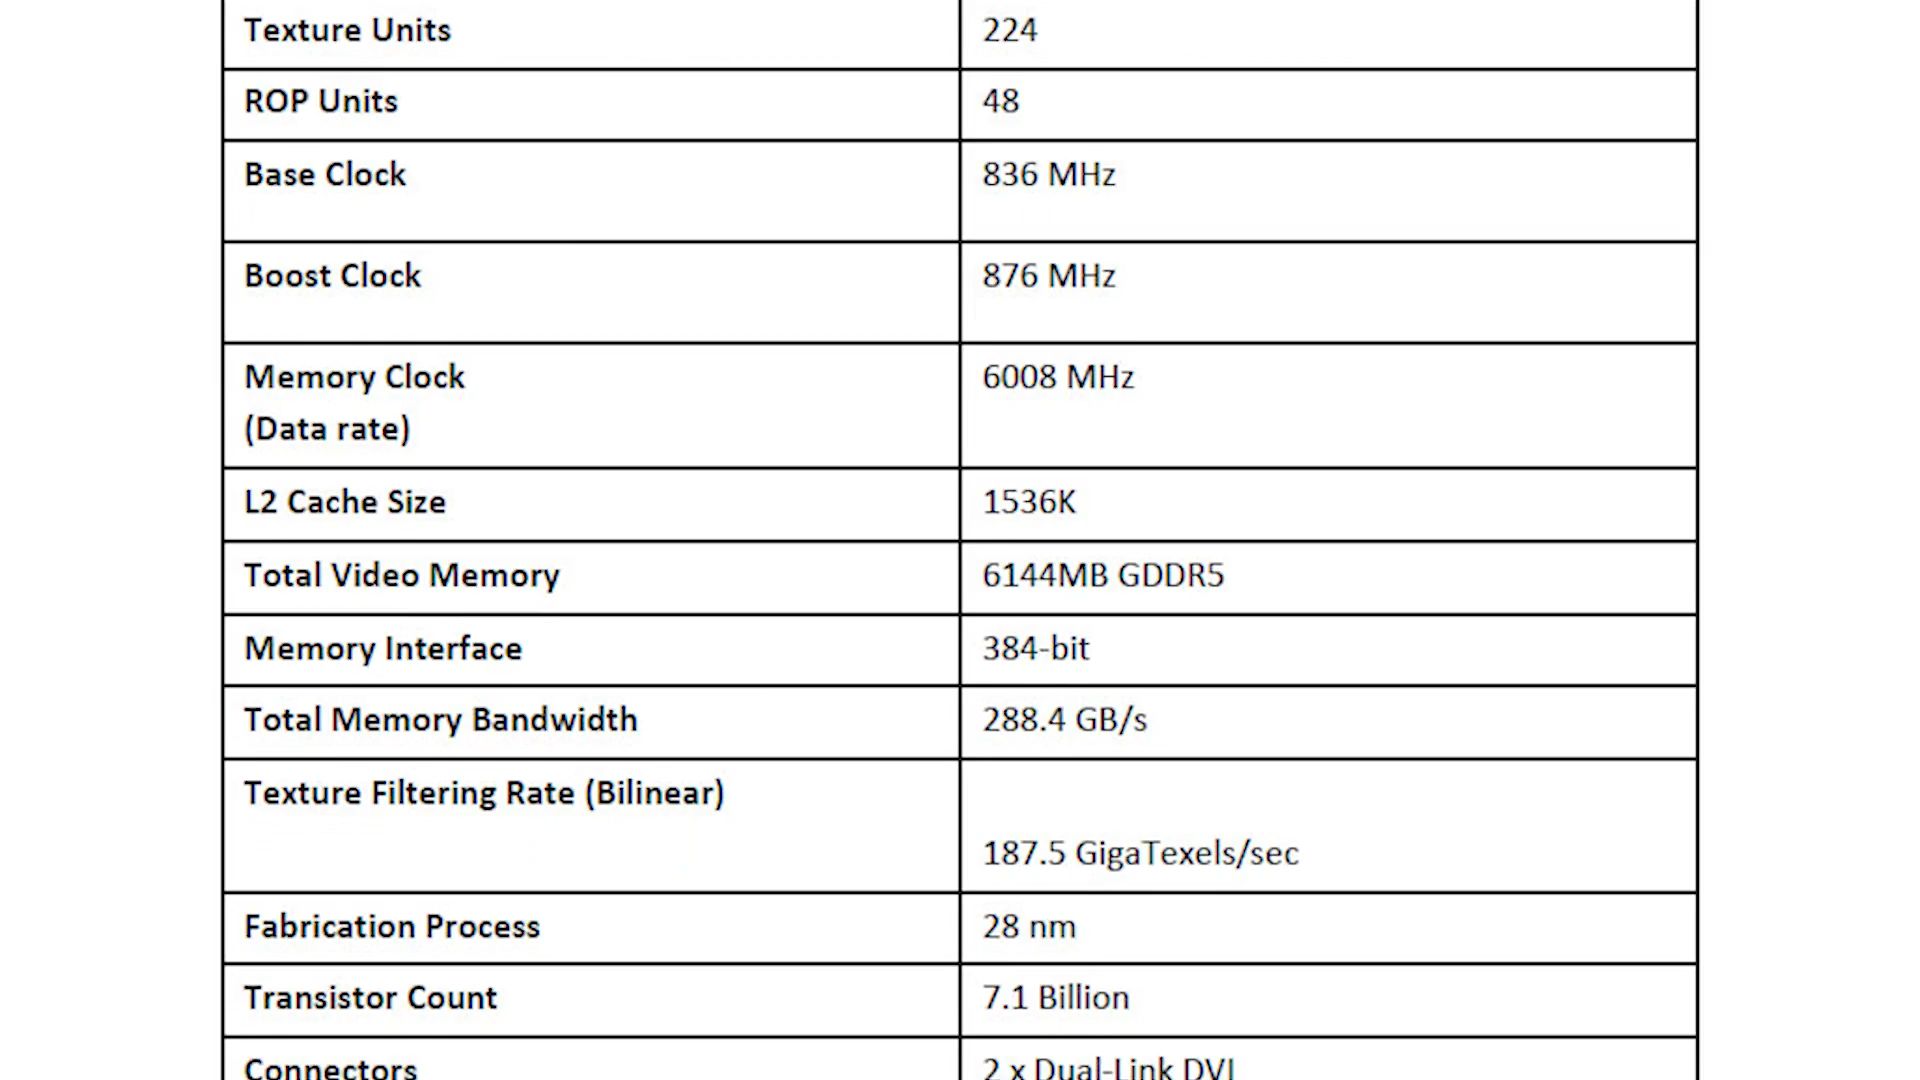 Texture Units 224
ROP Units 48
Base Clock 836 MHz
Boost Clock 876 MHz
Memory Clock 6008 MHz
(Data rate)
L2 Cache Size 1536K
Total Video Memory 6144MB GDDR5
Memory Interface 384-bit
Total Memory Bandwidth 288.4 GB/s
Texture Filtering Rate (Bilinear)
187.5 GigaTexels/sec
Fabrication Process 28 nm
Transistor Count 7.1 Billion
Connectors 2 x Dual-Link DVI